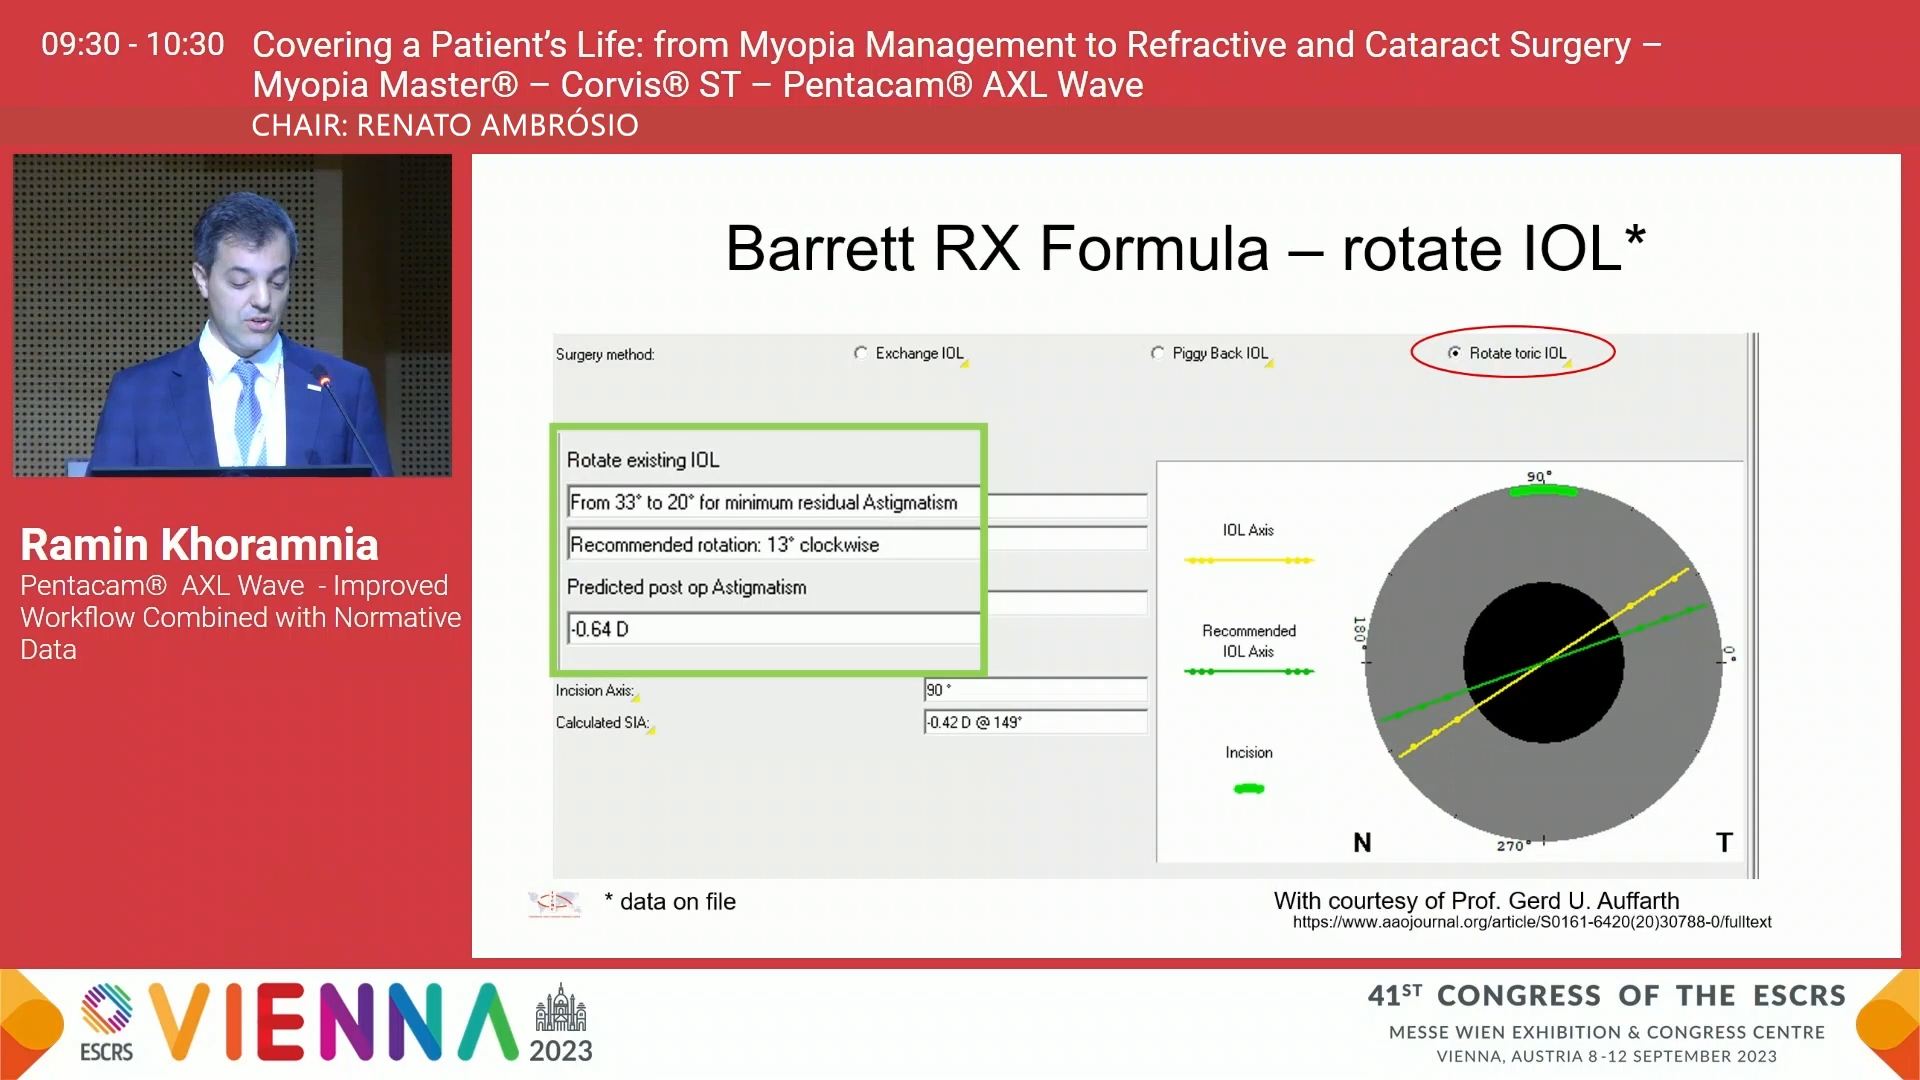 09:30 - 10:30
Covering a Patient’s Life: from Myopia Management to Refractive and Cataract Surgery –
Myopia Master® – Corvis® ST – Pentacam® AXL Wave
CHAIR: RENATO AMBRÓSIO
Ramin Khoramnia
Pentacam® AXL Wave - Improved
Workflow Combined with Normative
Data
Barrett RX Formula – rotate IOL*
Surgery method:
Exchange IOL
Piggy Back IOL
Rotate toric IOL
Rotate existing IOL
From 33° to 20° for minimum residual Astigmatism
Recommended rotation: 13° clockwise
Predicted post op Astigmatism
-0.64 D
Incision Axis:
90 °
Calculated SIA:
-0.42 D @ 149°
IOL Axis
Recommended
IOL Axis
Incision
90°
180°
0°
270°
N
T
* data on file
With courtesy of Prof. Gerd U. Auffarth
https://www.aaojournal.org/article/S0161-6420(20)30788-0/fulltext
ESCRS
VIENNA
2023
41ST CONGRESS OF THE ESCRS
MESSE WIEN EXHIBITION & CONGRESS CENTRE
VIENNA, AUSTRIA 8-12 SEPTEMBER 2023